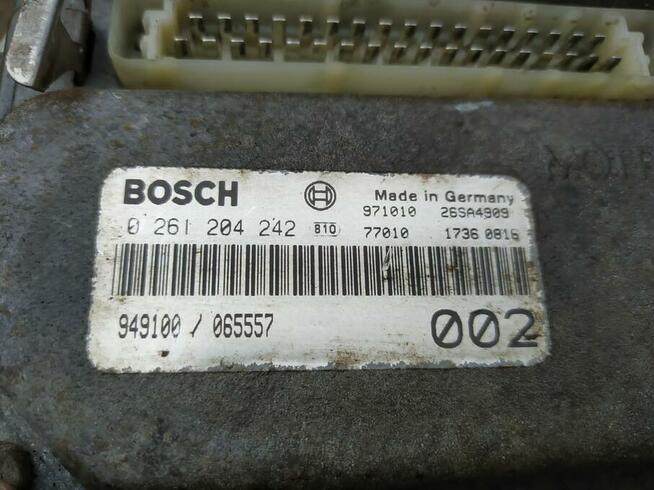 BOSCH Made in Germany
971010 26SA4909
0 261 204 242 810 77010 1736 0816
949100 / 065557 002